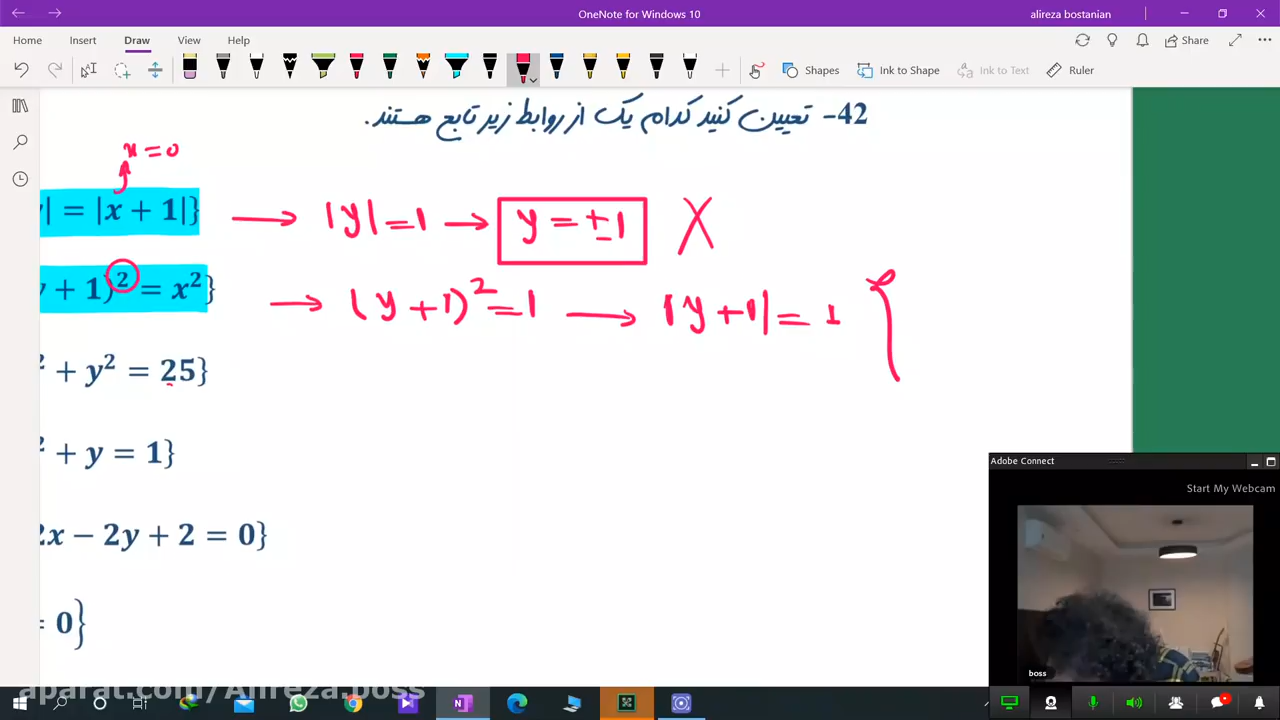 OneNote for Windows 10
alireza bostanian
Home Insert Draw View Help
Share
Shapes Ink to Shape Ink to Text Ruler
42- تعیین کنید کدام یک از روابط زیر تابع هستند.
x = 0
| = |x + 1|} → |y| = 1 → y = ±1 X
+ 1)² = x²} → (y + 1)² = 1 → |y + 1| = 1 {
² + y² = 25}
² + y = 1}
2x − 2y + 2 = 0}
= 0}
Adobe Connect
Start My Webcam
boss
aparat.com/Alireza.boss